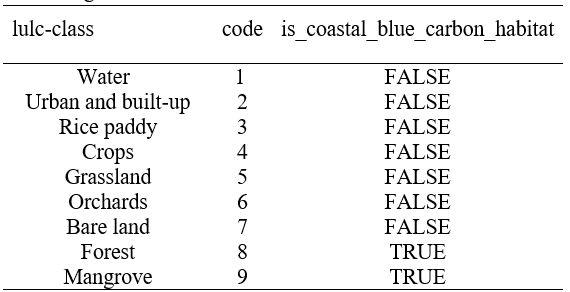 lulc-class code is_coastal_blue_carbon_habitat
Water 1 FALSE
Urban and built-up 2 FALSE
Rice paddy 3 FALSE
Crops 4 FALSE
Grassland 5 FALSE
Orchards 6 FALSE
Bare land 7 FALSE
Forest 8 TRUE
Mangrove 9 TRUE